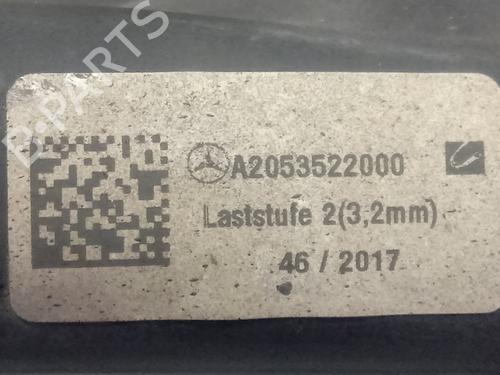 B-PARTS
A2053522000
Laststufe 2(3,2mm)
46 / 2017